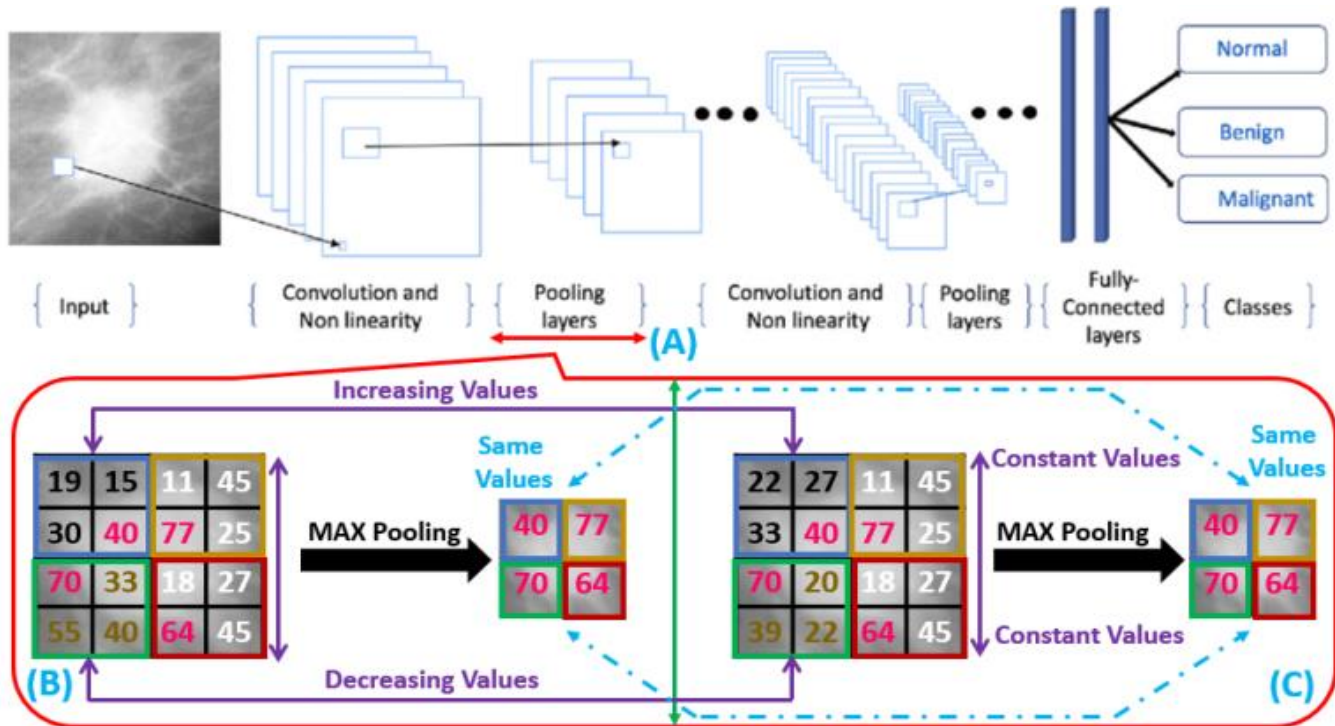 Normal
Benign
Malignant
Input
Convolution and
Non linearity
Pooling
layers
Convolution and
Non linearity
Pooling
layers
Fully-
Connected
layers
Classes
(A)
Increasing Values
19 15 11 45
30 40 77 25
70 33 18 27
55 40 64 45
MAX Pooling
Same
Values
40 77
70 64
22 27 11 45
33 40 77 25
70 20 18 27
39 22 64 45
Constant Values
MAX Pooling
Constant Values
Same
Values
40 77
70 64
(B)
Decreasing Values
(C)